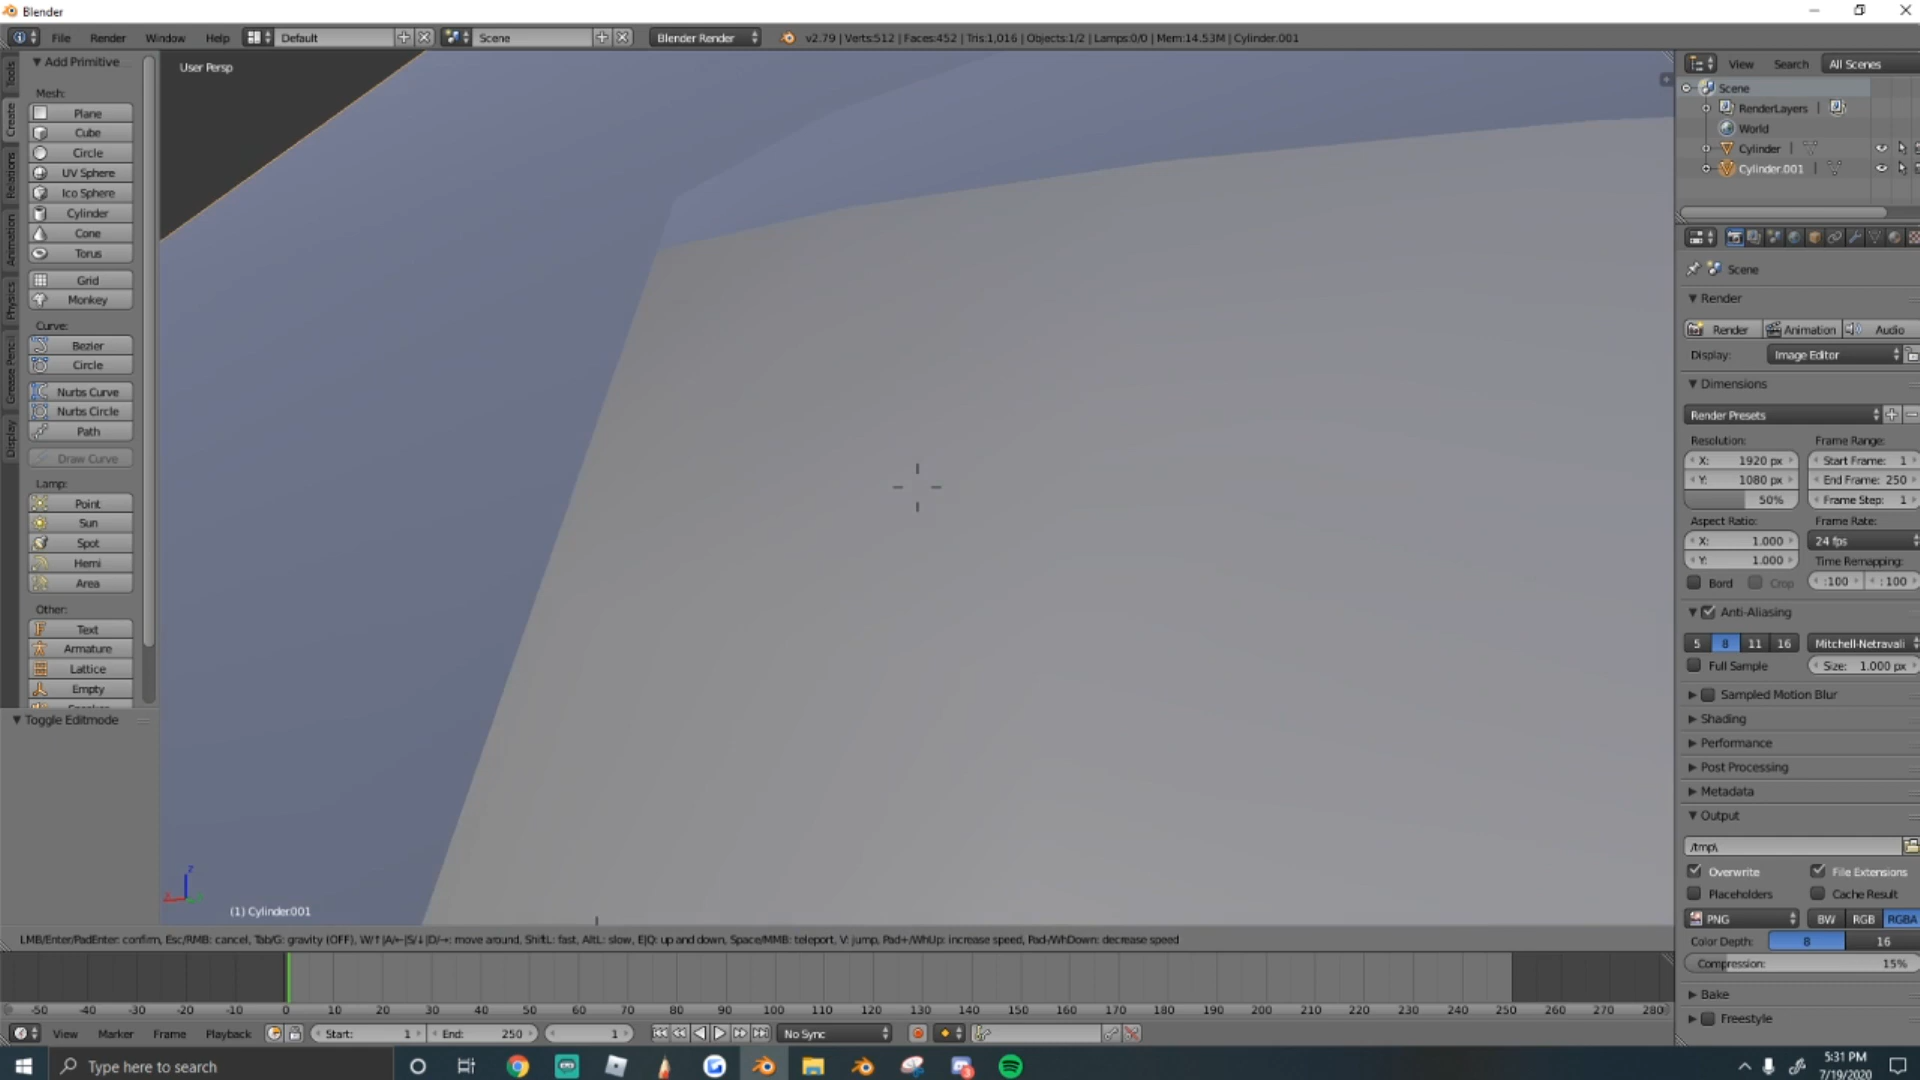 Blender
File Render Window Help Default Scene Blender Render v2.79 | Verts:512 | Faces:452 | Tris:1,016 | Objects:1/2 | Lamps:0/0 | Mem:14.53M | Cylinder.001
Tools
Create
Relations
Animation
Physics
Grease Pencil
Display
Add Primitive
Mesh:
Plane
Cube
Circle
UV Sphere
Ico Sphere
Cylinder
Cone
Torus
Grid
Monkey
Curve:
Bezier
Circle
Nurbs Curve
Nurbs Circle
Path
Draw Curve
Lamp:
Point
Sun
Spot
Hemi
Area
Other:
Text
Armature
Lattice
Empty
Toggle Editmode
User Persp
(1) Cylinder.001
LMB/Enter/PadEnter: confirm, Esc/RMB: cancel, Tab/G: gravity (OFF), W/↑|A/←|S/↓|D/→: move around, ShiftL: fast, AltL: slow, E|Q: up and down, Space/MMB: teleport, V: jump, Pad+/WhUp: increase speed, Pad-/WhDown: decrease speed
View Search All Scenes
Scene
RenderLayers
World
Cylinder
Cylinder.001
Scene
Render
Render Animation Audio
Display: Image Editor
Dimensions
Render Presets
Resolution: Frame Range:
X: 1920 px Start Frame: 1
Y: 1080 px End Frame: 250
50% Frame Step: 1
Aspect Ratio: Frame Rate:
X: 1.000 24 fps
Y: 1.000 Time Remapping:
Bord Crop :100 :100
Anti-Aliasing
5 8 11 16 Mitchell-Netravali
Full Sample Size: 1.000 px
Sampled Motion Blur
Shading
Performance
Post Processing
Metadata
Output
/tmp\
Overwrite File Extensions
Placeholders Cache Result
PNG BW RGB RGBA
Color Depth: 8 16
Compression: 15%
Bake
Freestyle
-50 -40 -30 -20 -10 0 10 20 30 40 50 60 70 80 90 100 110 120 130 140 150 160 170 180 190 200 210 220 230 240 250 260 270 280
View Marker Frame Playback Start: 1 End: 250 1 No Sync
Type here to search
5:31 PM
7/19/2020